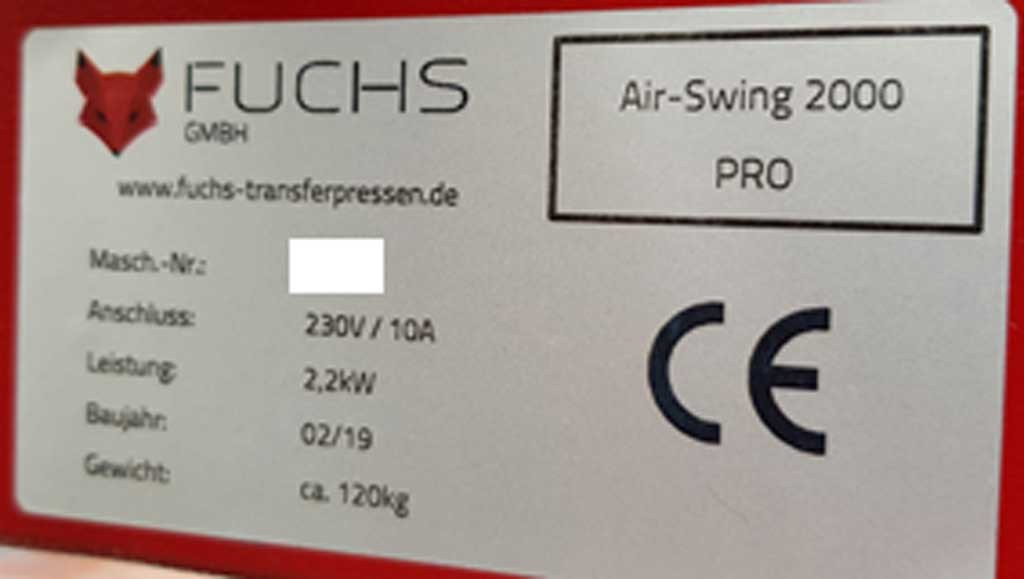 FUCHS
GMBH
www.fuchs-transferpressen.de
Air-Swing 2000
PRO
Masch.-Nr.:
Anschluss: 230V / 10A
Leistung: 2,2kW
Baujahr: 02/19
Gewicht: ca. 120kg
CE